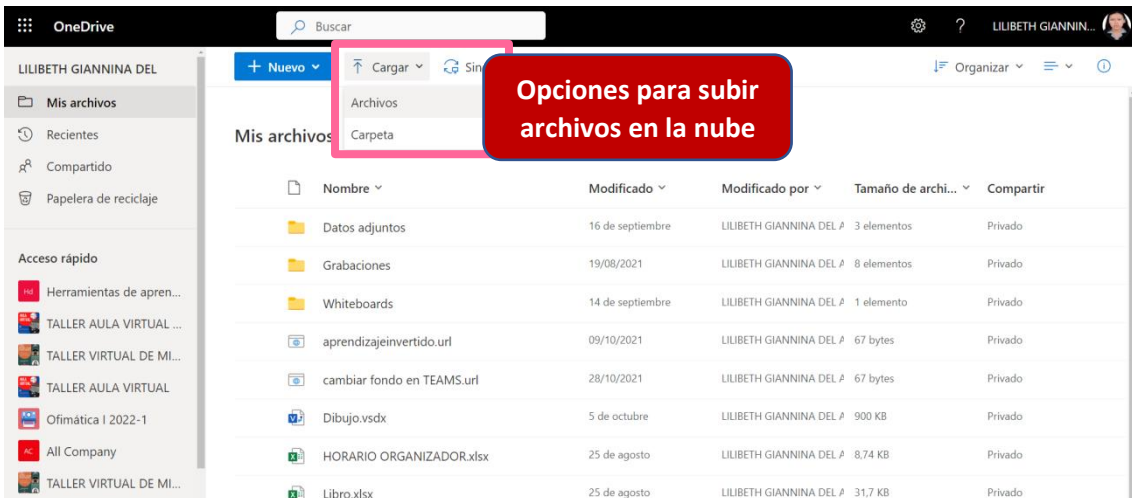 OneDrive
Buscar
?
LILIBETH GIANNIN...
LILIBETH GIANNINA DEL
+ Nuevo
Cargar
Sin
Organizar
Archivos
Carpeta
Opciones para subir
archivos en la nube
Mis archivos
Recientes
Compartido
Papelera de reciclaje
Acceso rápido
Hd Herramientas de apren...
TALLER AULA VIRTUAL ...
TALLER VIRTUAL DE MI...
TALLER AULA VIRTUAL
Ofimática I 2022-1
AC All Company
TALLER VIRTUAL DE MI...
Mis archivos
Nombre Modificado Modificado por Tamaño de archi... Compartir
Datos adjuntos 16 de septiembre LILIBETH GIANNINA DEL A 3 elementos Privado
Grabaciones 19/08/2021 LILIBETH GIANNINA DEL A 8 elementos Privado
Whiteboards 14 de septiembre LILIBETH GIANNINA DEL A 1 elemento Privado
aprendizajeinvertido.url 09/10/2021 LILIBETH GIANNINA DEL A 67 bytes Privado
cambiar fondo en TEAMS.url 28/10/2021 LILIBETH GIANNINA DEL A 67 bytes Privado
Dibujo.vsdx 5 de octubre LILIBETH GIANNINA DEL A 900 KB Privado
HORARIO ORGANIZADOR.xlsx 25 de agosto LILIBETH GIANNINA DEL A 8,74 KB Privado
Libro.xlsx 25 de agosto LILIBETH GIANNINA DEL A 31,7 KB Privado